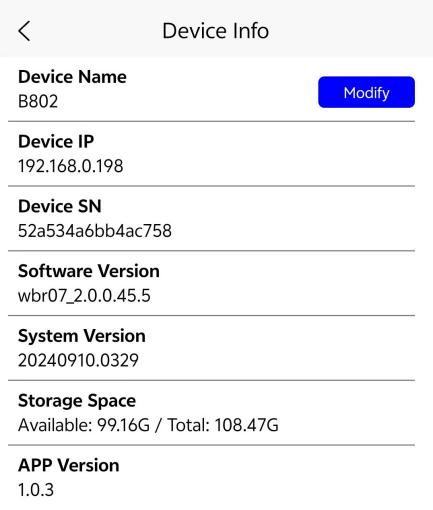 Device Info
Device Name
B802
Modify
Device IP
192.168.0.198
Device SN
52a534a6bb4ac758
Software Version
wbr07_2.0.0.45.5
System Version
20240910.0329
Storage Space
Available: 99.16G / Total: 108.47G
APP Version
1.0.3